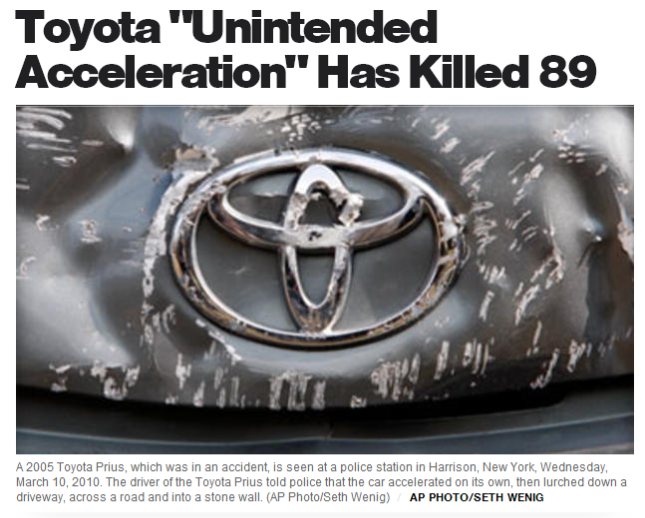 Toyota "Unintended
Acceleration" Has Killed 89
A 2005 Toyota Prius, which was in an accident, is seen at a police station in Harrison, New York, Wednesday,
March 10, 2010. The driver of the Toyota Prius told police that the car accelerated on its own, then lurched down a
driveway, across a road and into a stone wall. (AP Photo/Seth Wenig) / AP PHOTO/SETH WENIG